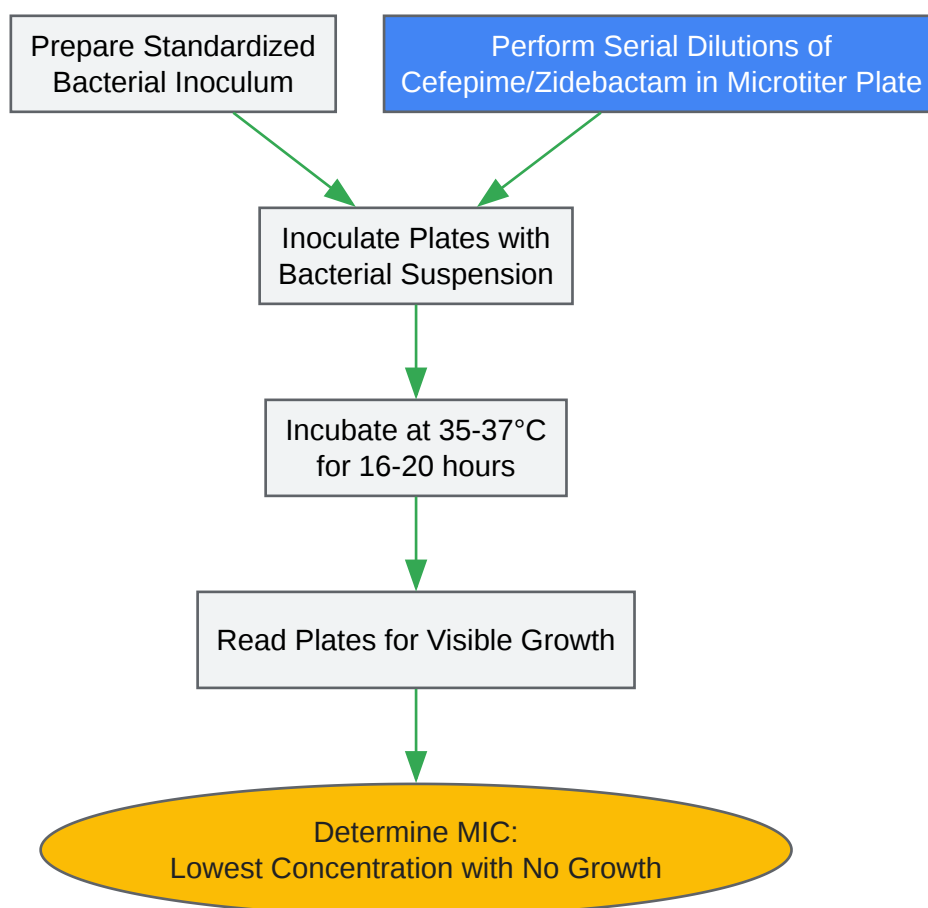 Prepare Standardized
Bacterial Inoculum
Perform Serial Dilutions of
Cefepime/Zidebactam in Microtiter Plate
Inoculate Plates with
Bacterial Suspension
Incubate at 35-37°C
for 16-20 hours
Read Plates for Visible Growth
Determine MIC:
Lowest Concentration with No Growth